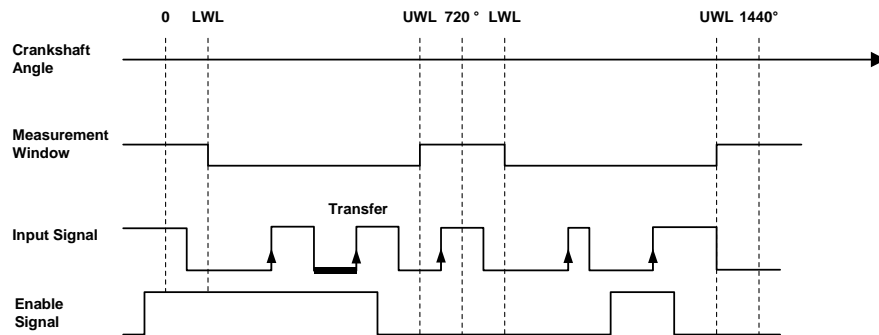 0 LWL UWL 720 ° LWL UWL 1440°
Crankshaft
Angle
Measurement
Window
Transfer
Input Signal
Enable
Signal